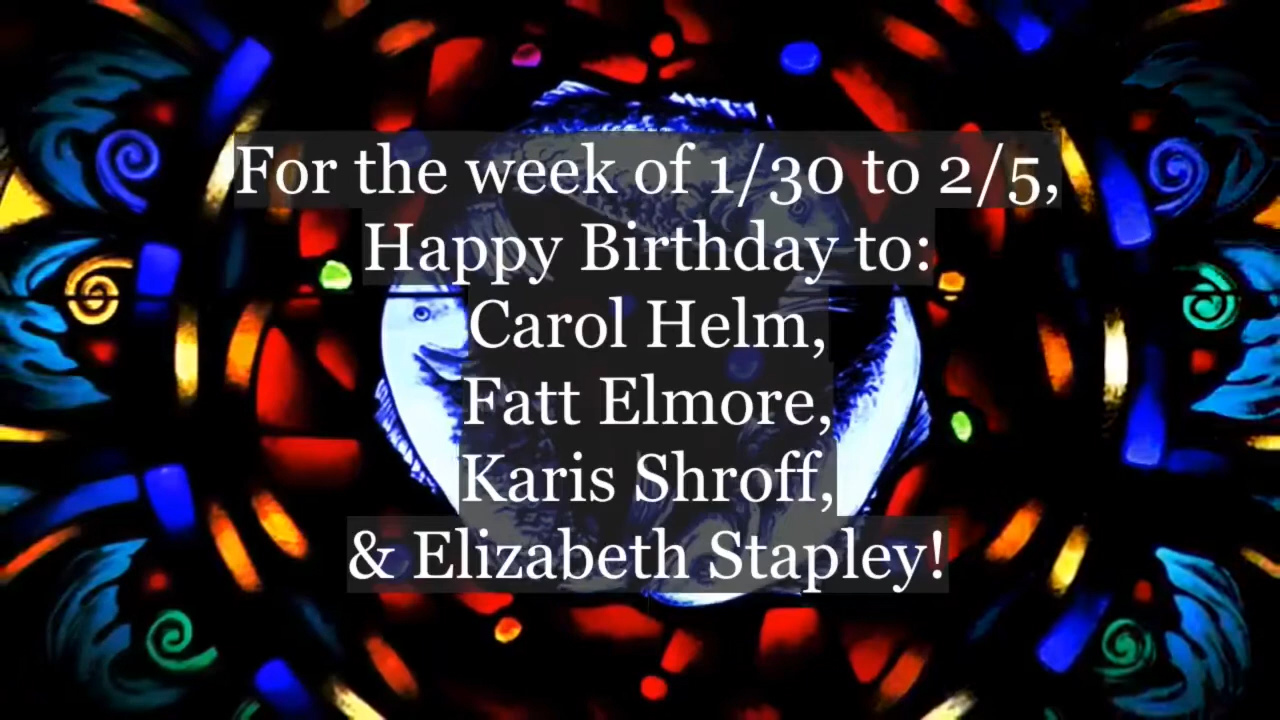 For the week of 1/30 to 2/5,
Happy Birthday to:
Carol Helm,
Fatt Elmore,
Karis Shroff,
& Elizabeth Stapley!